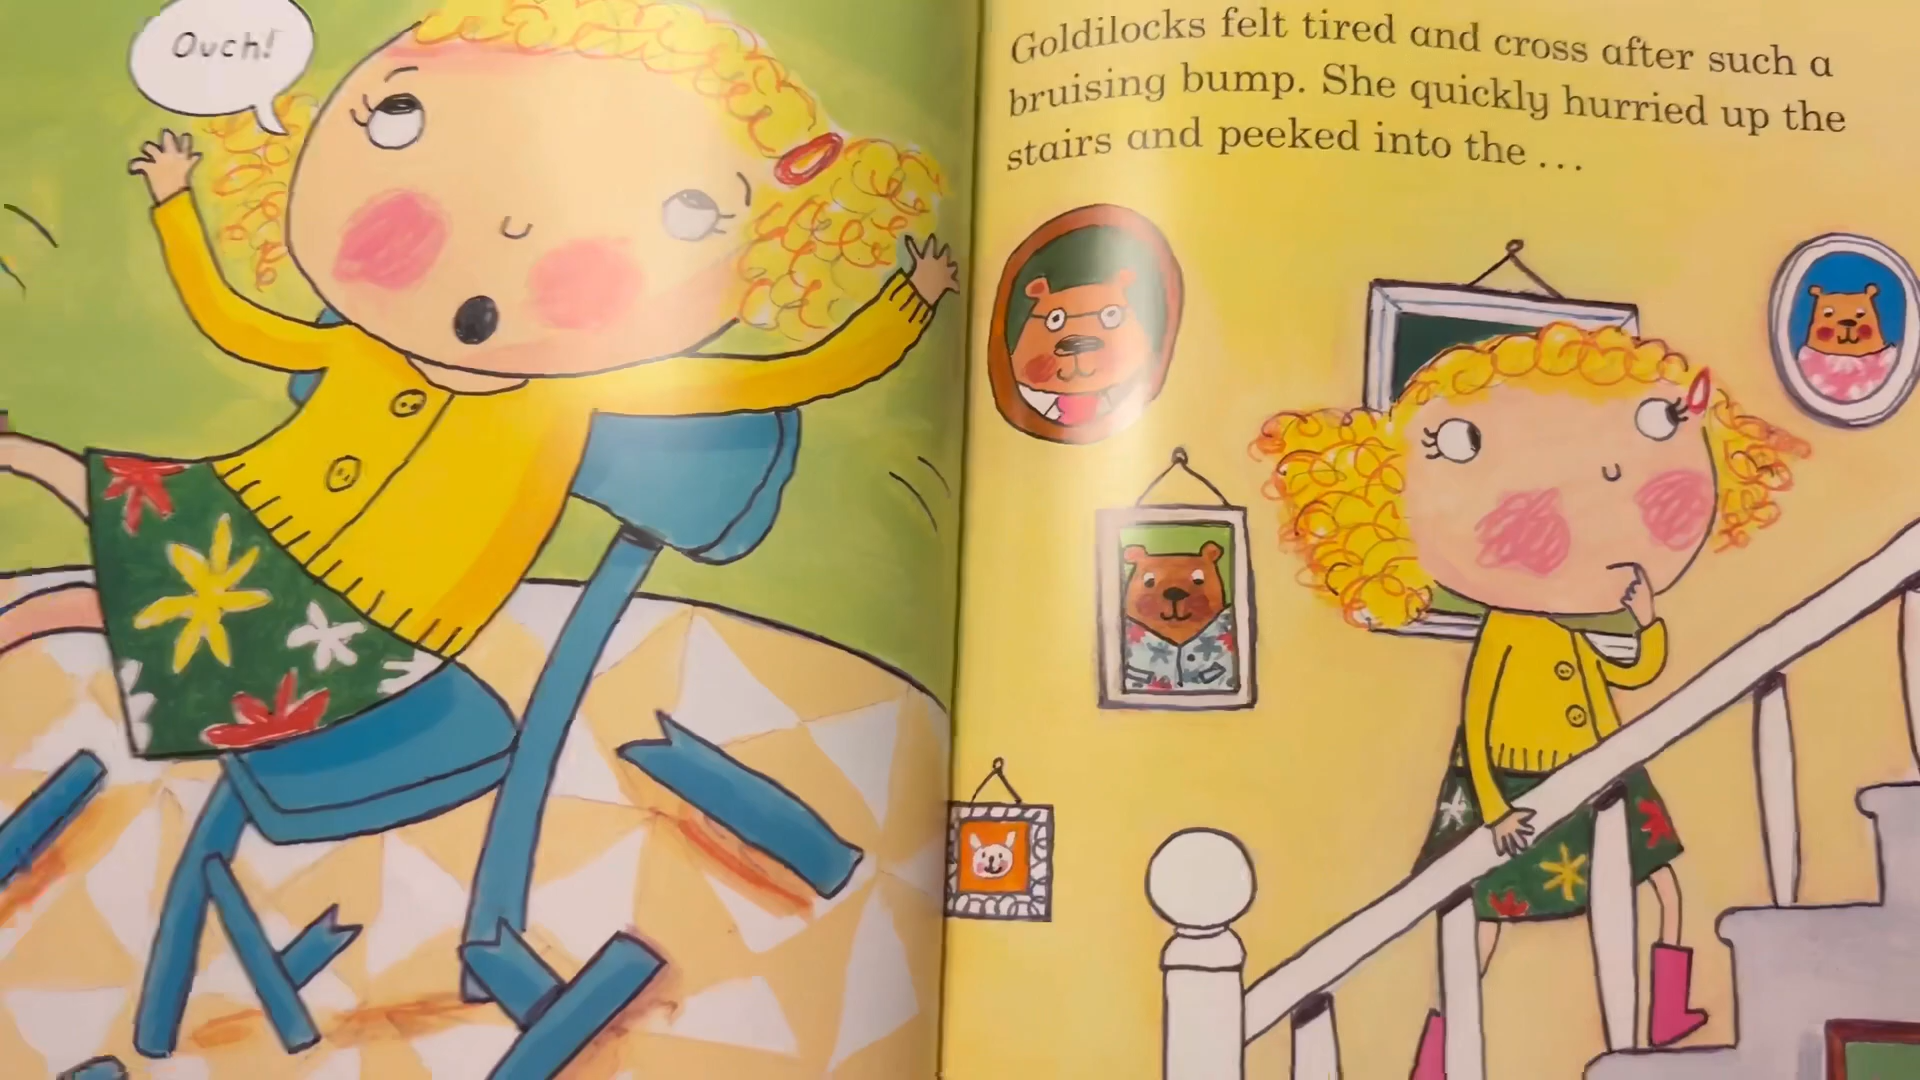 Ouch!
Goldilocks felt tired and cross after such a
bruising bump. She quickly hurried up the
stairs and peeked into the ...